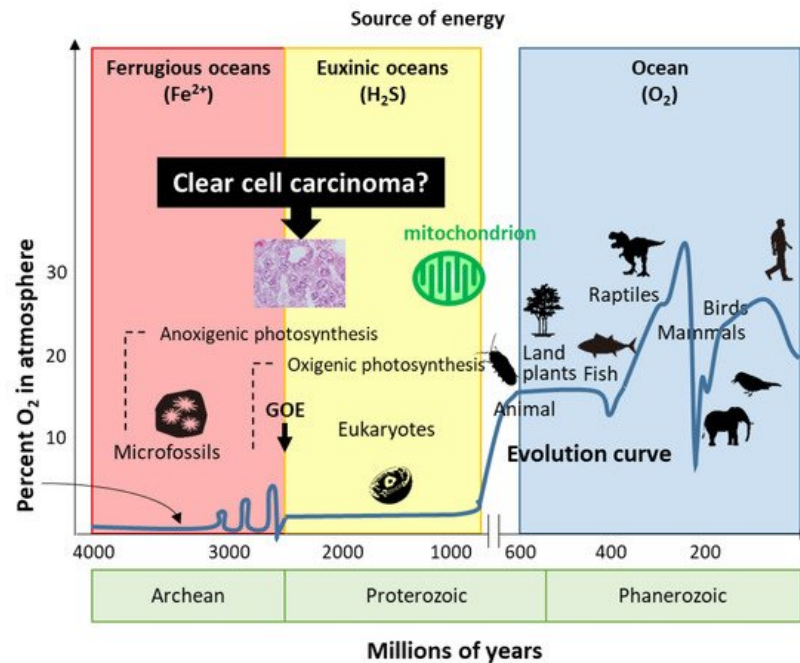 Source of energy
Ferrugious oceans
(Fe²⁺)
Euxinic oceans
(H₂S)
Ocean
(O₂)
Clear cell carcinoma?
mitochondrion
Raptiles
Birds
Mammals
Anoxigenic photosynthesis
Oxigenic photosynthesis
Land
plants
Fish
Animal
GOE
Microfossils
Eukaryotes
Evolution curve
Percent O₂ in atmosphere
30
20
10
4000 3000 2000 1000 600 400 200 0
Archean Proterozoic Phanerozoic
Millions of years